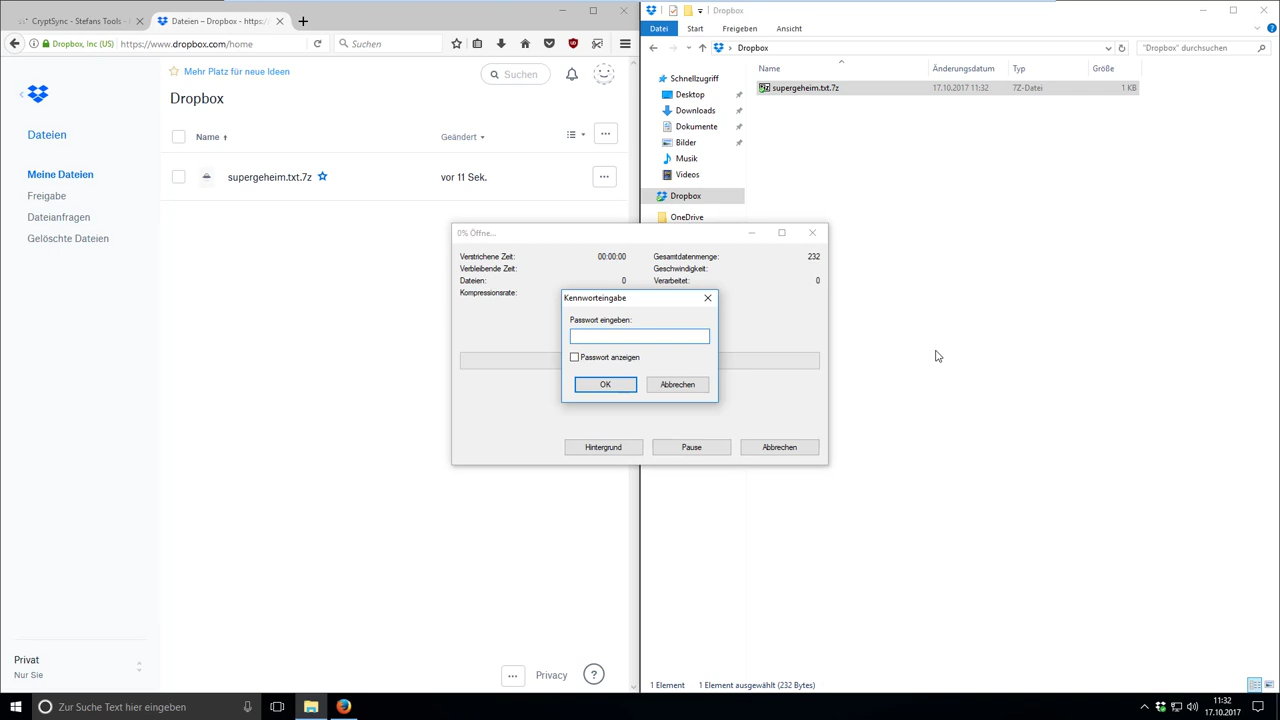 CryptSync - Stefans Tools -
Dateien – Dropbox - https:/
Dropbox, Inc (US)
https://www.dropbox.com/home
Suchen
Mehr Platz für neue Ideen
Suchen
Dropbox
Dateien
Name
Geändert
Meine Dateien
supergeheim.txt.7z
vor 11 Sek.
Freigabe
Dateianfragen
Gelöschte Dateien
Privat
Nur Sie
Privacy
?
Dropbox
Datei
Start
Freigeben
Ansicht
Dropbox
"Dropbox" durchsuchen
Name
Änderungsdatum
Typ
Größe
Schnellzugriff
Desktop
Downloads
Dokumente
Bilder
Musik
Videos
Dropbox
OneDrive
supergeheim.txt.7z
17.10.2017 11:32
7Z-Datei
1 KB
1 Element
1 Element ausgewählt (232 Bytes)
0% Öffne...
Verstrichene Zeit:
00:00:00
Gesamtdatenmenge:
232
Verbleibende Zeit:
Geschwindigkeit:
Dateien:
0
Verarbeitet:
0
Kompressionsrate:
Kennworteingabe
Passwort eingeben:
Passwort anzeigen
OK
Abbrechen
Hintergrund
Pause
Abbrechen
Zur Suche Text hier eingeben
11:32
17.10.2017